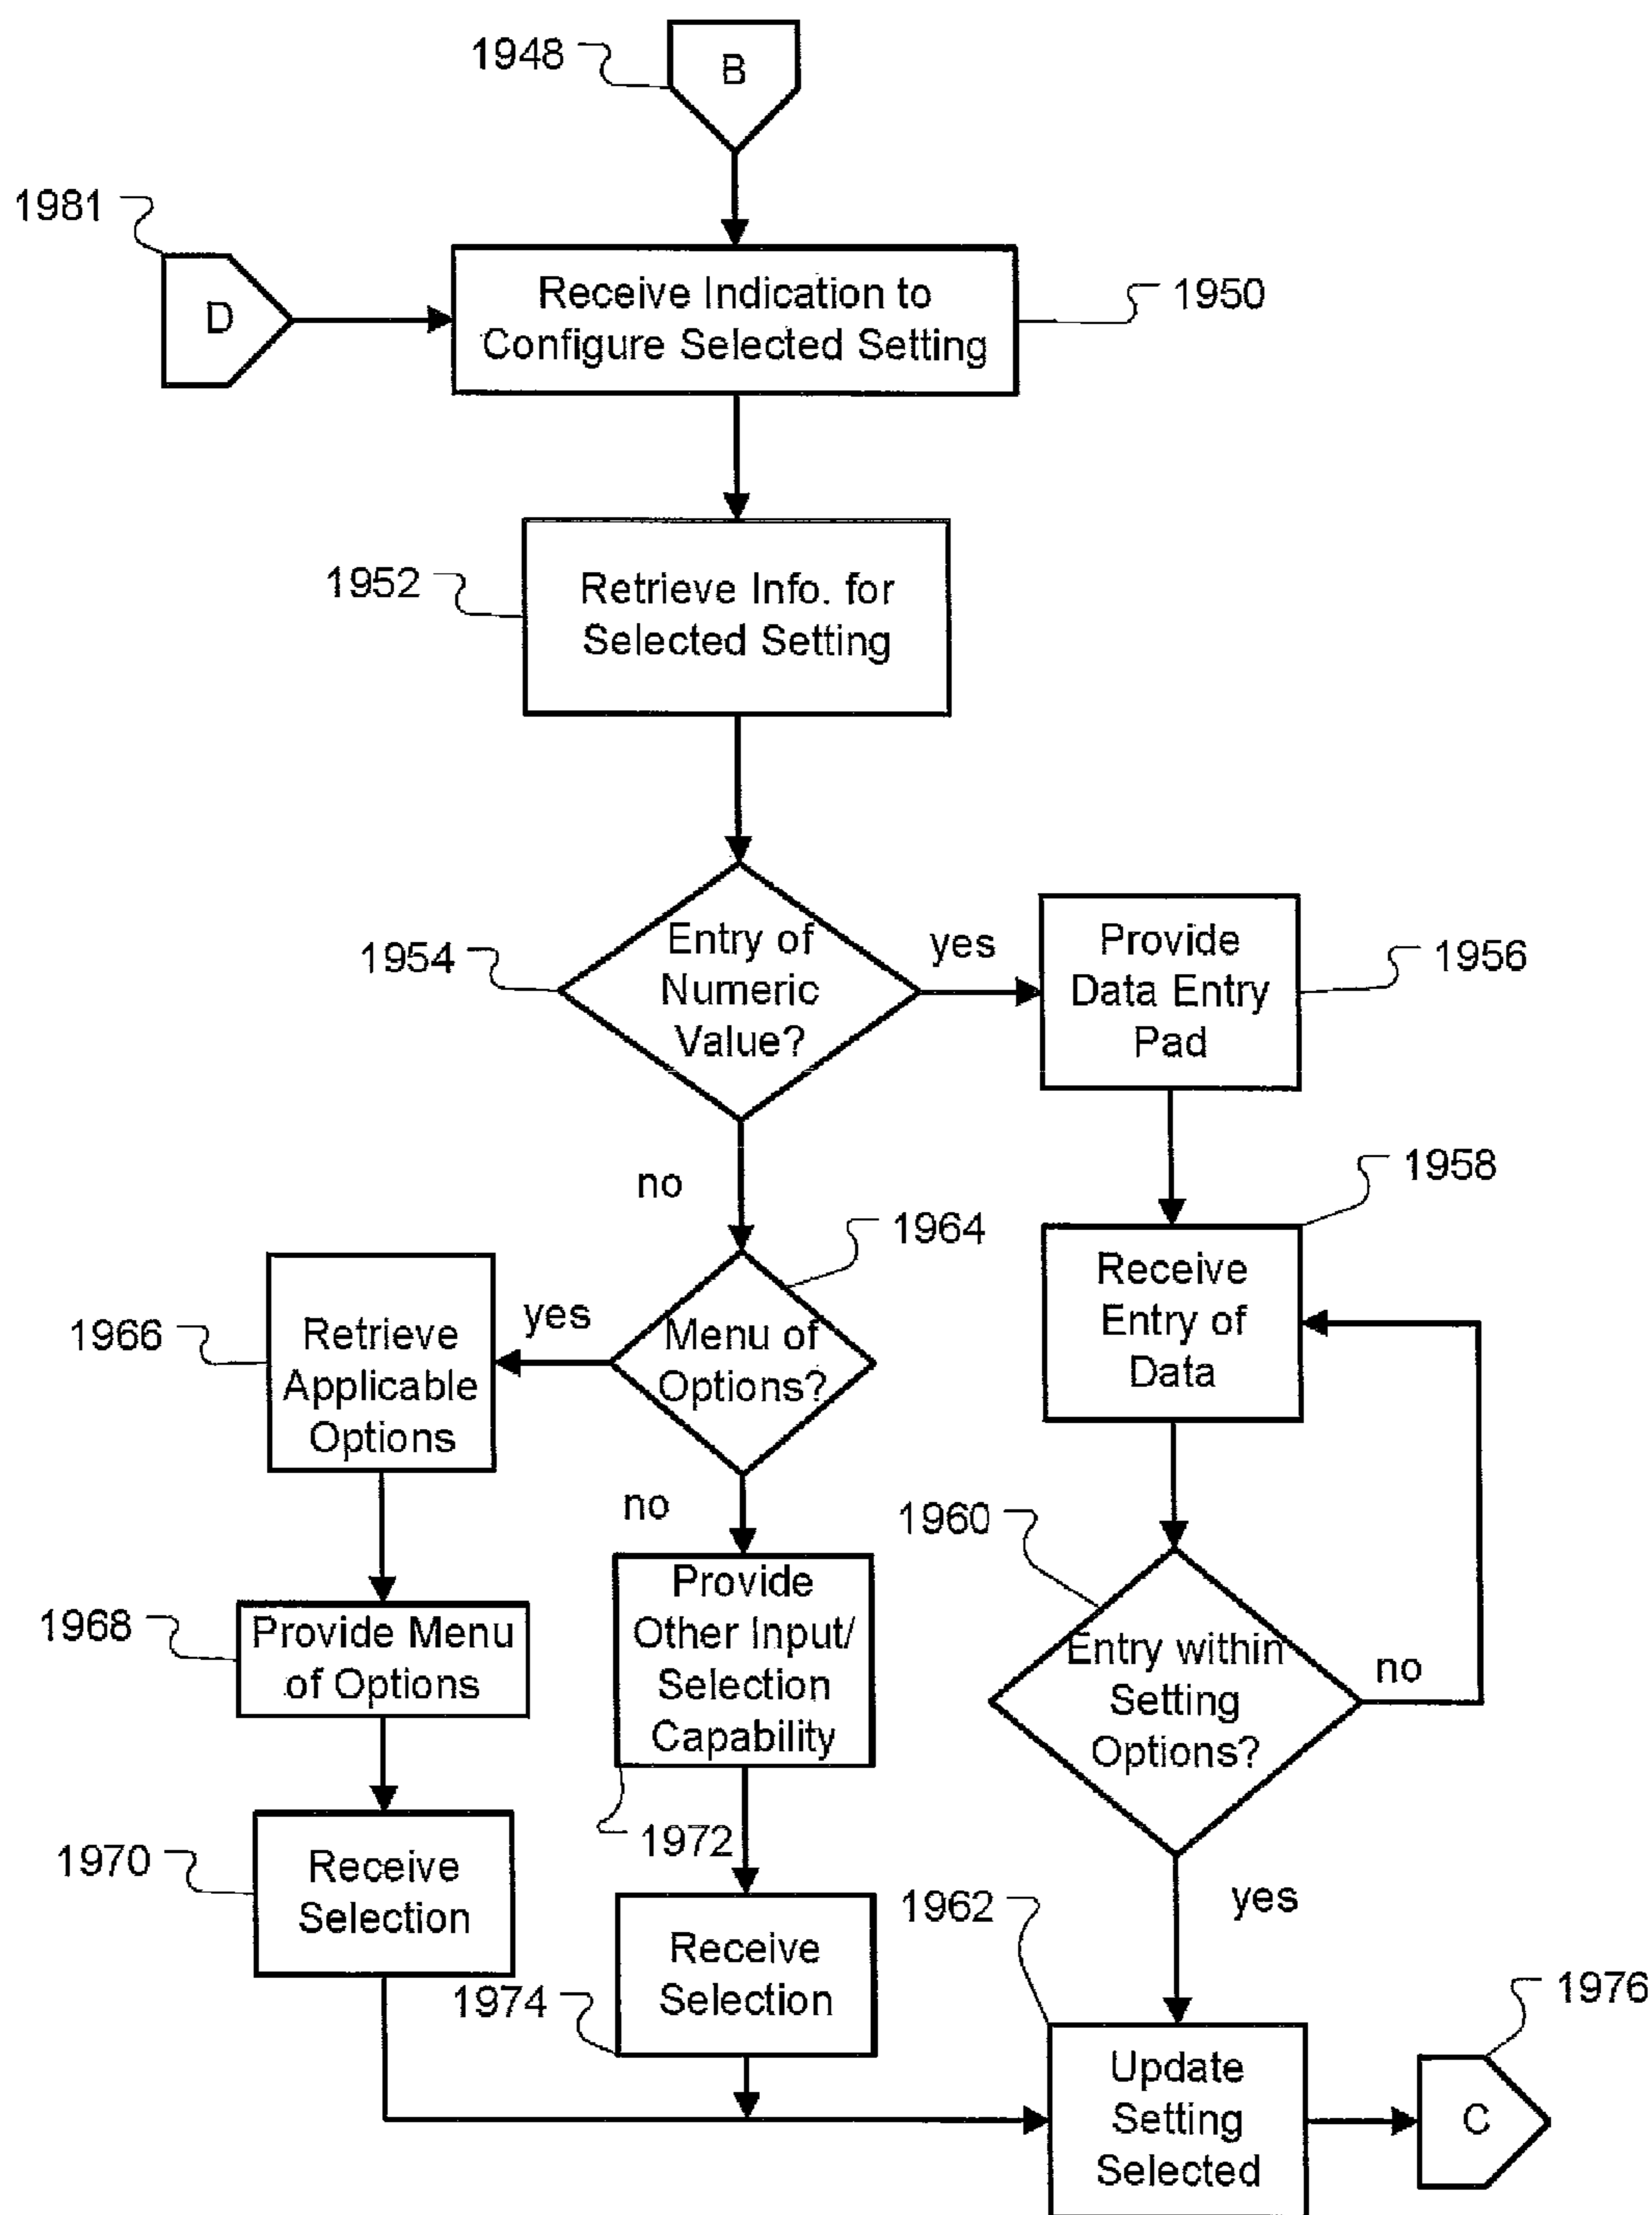 1948
B
1981
D
Receive Indication to
Configure Selected Setting
1950
1952
Retrieve Info. for
Selected Setting
1954
Entry of
Numeric
Value?
yes
Provide
Data Entry
Pad
1956
no
1958
1964
Receive
Entry of
Data
1966
Retrieve
Applicable
Options
yes
Menu of
Options?
no
1960
Entry within
Setting
Options?
no
1968
Provide Menu
of Options
Provide
Other Input/
Selection
Capability
1972
1970
Receive
Selection
yes
1962
1974
Receive
Selection
Update
Setting
Selected
1976
C